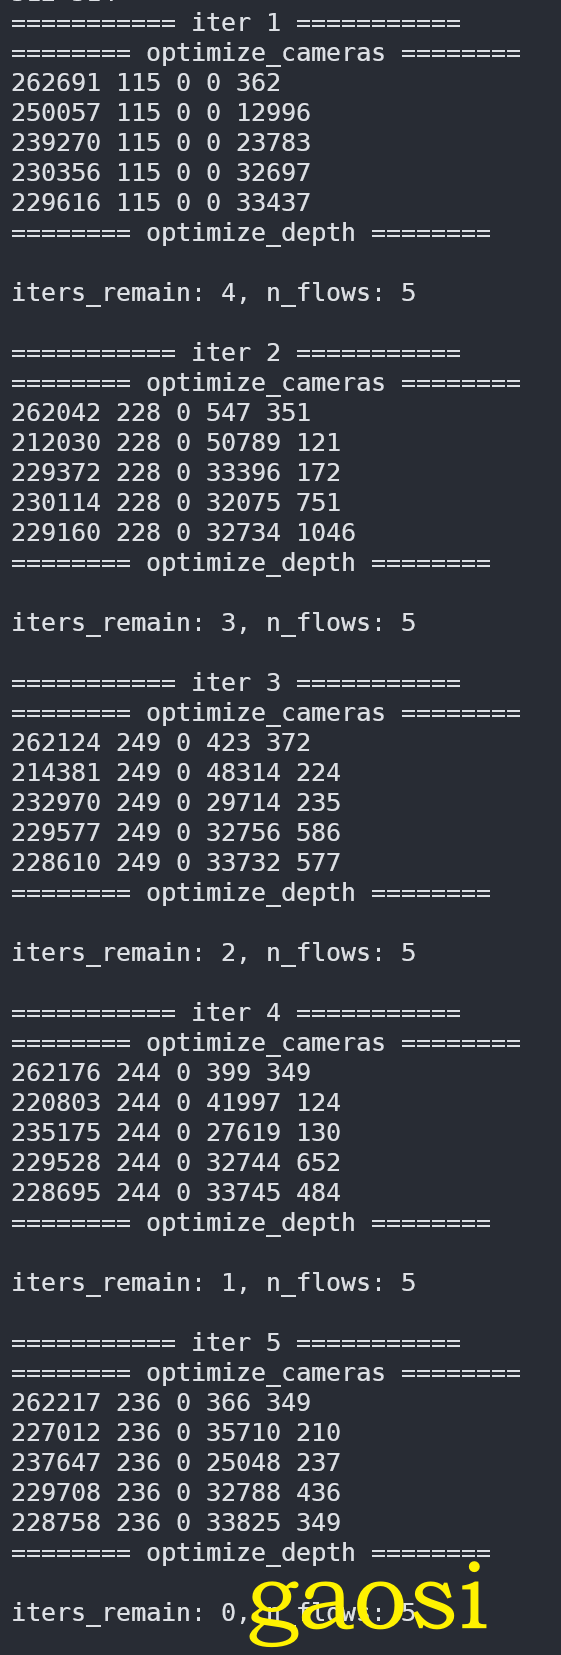 =========== iter 1 ===========
======== optimize_cameras ========
262691 115 0 0 362
250057 115 0 0 12996
239270 115 0 0 23783
230356 115 0 0 32697
229616 115 0 0 33437
======== optimize_depth ========
iters_remain: 4, n_flows: 5
=========== iter 2 ===========
======== optimize_cameras ========
262042 228 0 547 351
212030 228 0 50789 121
229372 228 0 33396 172
230114 228 0 32075 751
229160 228 0 32734 1046
======== optimize_depth ========
iters_remain: 3, n_flows: 5
=========== iter 3 ===========
======== optimize_cameras ========
262124 249 0 423 372
214381 249 0 48314 224
232970 249 0 29714 235
229577 249 0 32756 586
228610 249 0 33732 577
======== optimize_depth ========
iters_remain: 2, n_flows: 5
=========== iter 4 ===========
======== optimize_cameras ========
262176 244 0 399 349
220803 244 0 41997 124
235175 244 0 27619 130
229528 244 0 32744 652
228695 244 0 33745 484
======== optimize_depth ========
iters_remain: 1, n_flows: 5
=========== iter 5 ===========
======== optimize_cameras ========
262217 236 0 366 349
227012 236 0 35710 210
237647 236 0 25048 237
229708 236 0 32788 436
228758 236 0 33825 349
======== optimize_depth ========
iters_remain: 0, n_flows: 5
gaosi